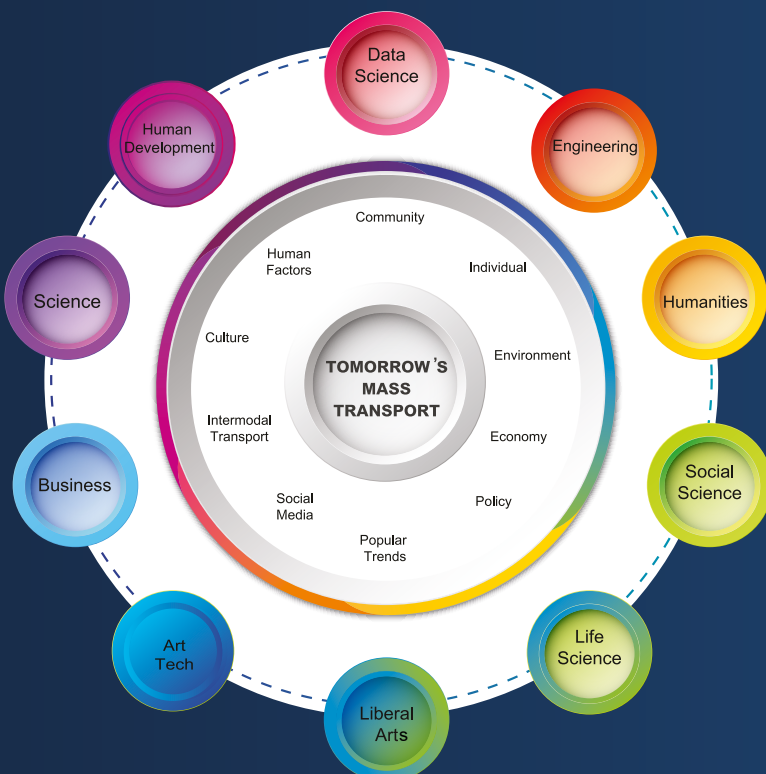 Data
Science
Engineering
Humanities
Social
Science
Life
Science
Liberal
Arts
Art
Tech
Business
Science
Human
Development
Community
Individual
Environment
Economy
Policy
Popular
Trends
Social
Media
Intermodal
Transport
Culture
Human
Factors
TOMORROW'S
MASS
TRANSPORT